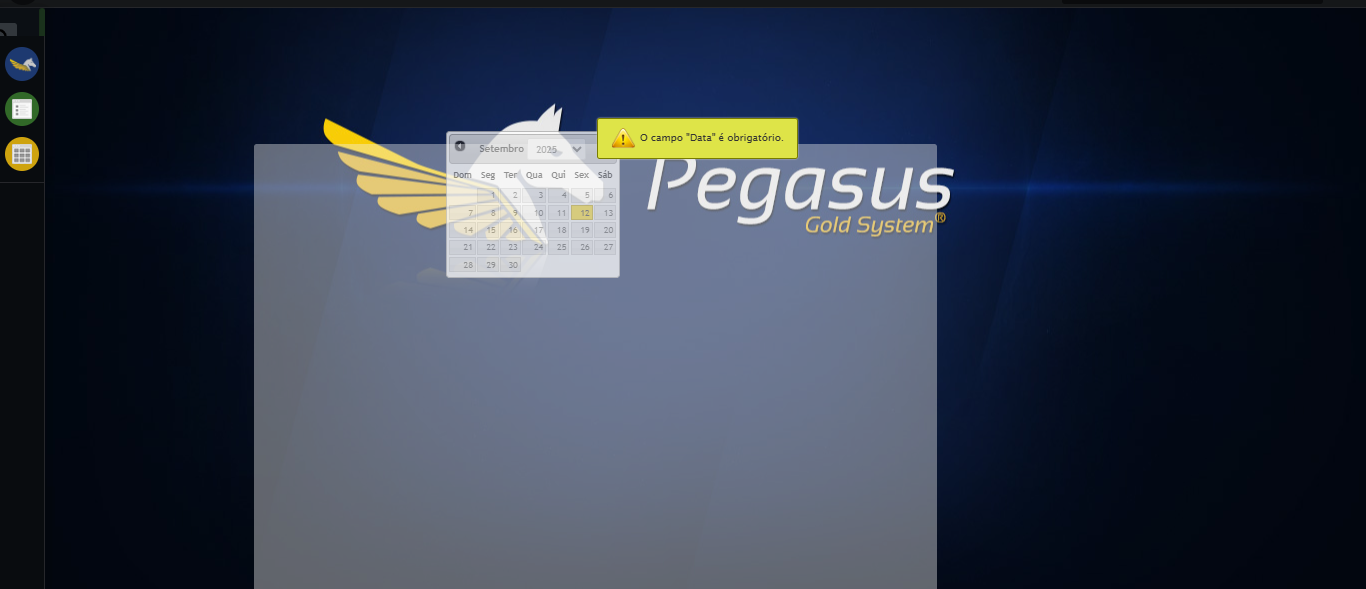 O campo "Data" é obrigatório.
Setembro 2025
Dom Seg Ter Qua Qui Sex Sáb
1 2 3 4 5 6
7 8 9 10 11 12 13
14 15 16 17 18 19 20
21 22 23 24 25 26 27
28 29 30
Pegasus
Gold System®